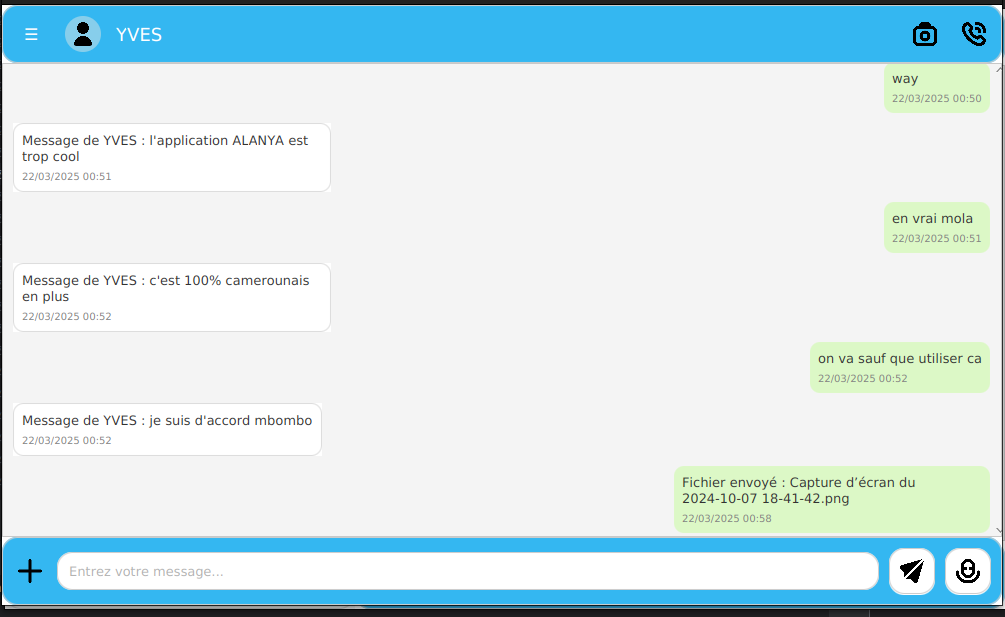 YVES
way
22/03/2025 00:50
Message de YVES : l'application ALANYA est
trop cool
22/03/2025 00:51
en vrai mola
22/03/2025 00:51
Message de YVES : c'est 100% camerounais
en plus
22/03/2025 00:52
on va sauf que utiliser ca
22/03/2025 00:52
Message de YVES : je suis d'accord mbombo
22/03/2025 00:52
Fichier envoyé : Capture d’écran du
2024-10-07 18-41-42.png
22/03/2025 00:58
Entrez votre message...